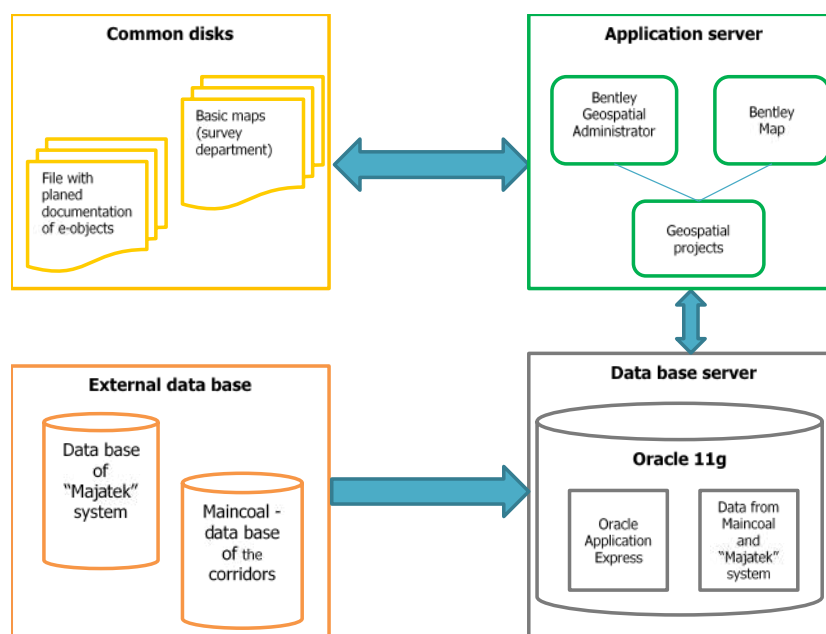 Common disks
Basic maps
(survey
department)
File with
planed
documentation
of e-objects
Application server
Bentley
Geospatial
Administrator
Bentley
Map
Geospatial
projects
External data base
Data base
of
“Majatek”
system
Maincoal -
data base
of the
corridors
Data base server
Oracle 11g
Oracle
Application
Express
Data from
Maincoal
and
“Majatek”
system